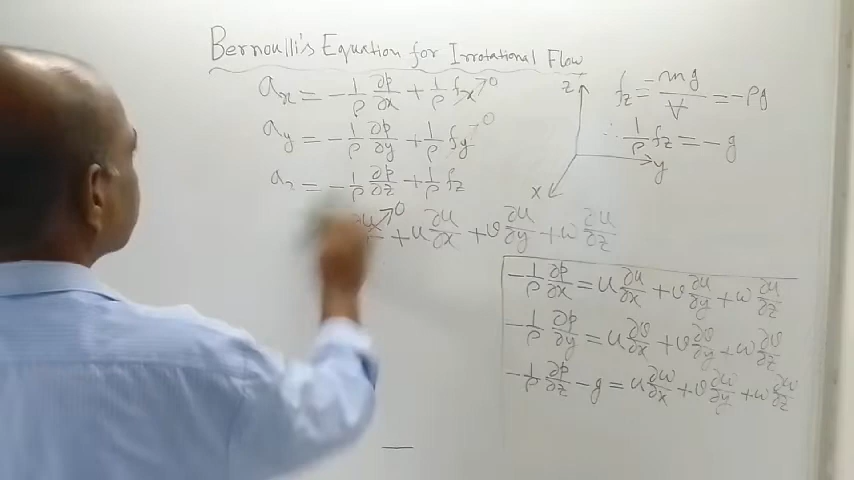 Bernoulli's Equation for Irrotational Flow
aₓ = -1/ρ ∂p/∂x + 1/ρ fₓ → 0
a_y = -1/ρ ∂p/∂y + 1/ρ f_y → 0
a_z = -1/ρ ∂p/∂z + 1/ρ f_z
→ 0 + u ∂u/∂x + v ∂u/∂y + w ∂u/∂z
z
y
x
f_z = -mg/V = -ρg
∴ 1/ρ f_z = -g
-1/ρ ∂p/∂x = u ∂u/∂x + v ∂u/∂y + w ∂u/∂z
-1/ρ ∂p/∂y = u ∂v/∂x + v ∂v/∂y + w ∂v/∂z
-1/ρ ∂p/∂z - g = u ∂w/∂x + v ∂w/∂y + w ∂w/∂z